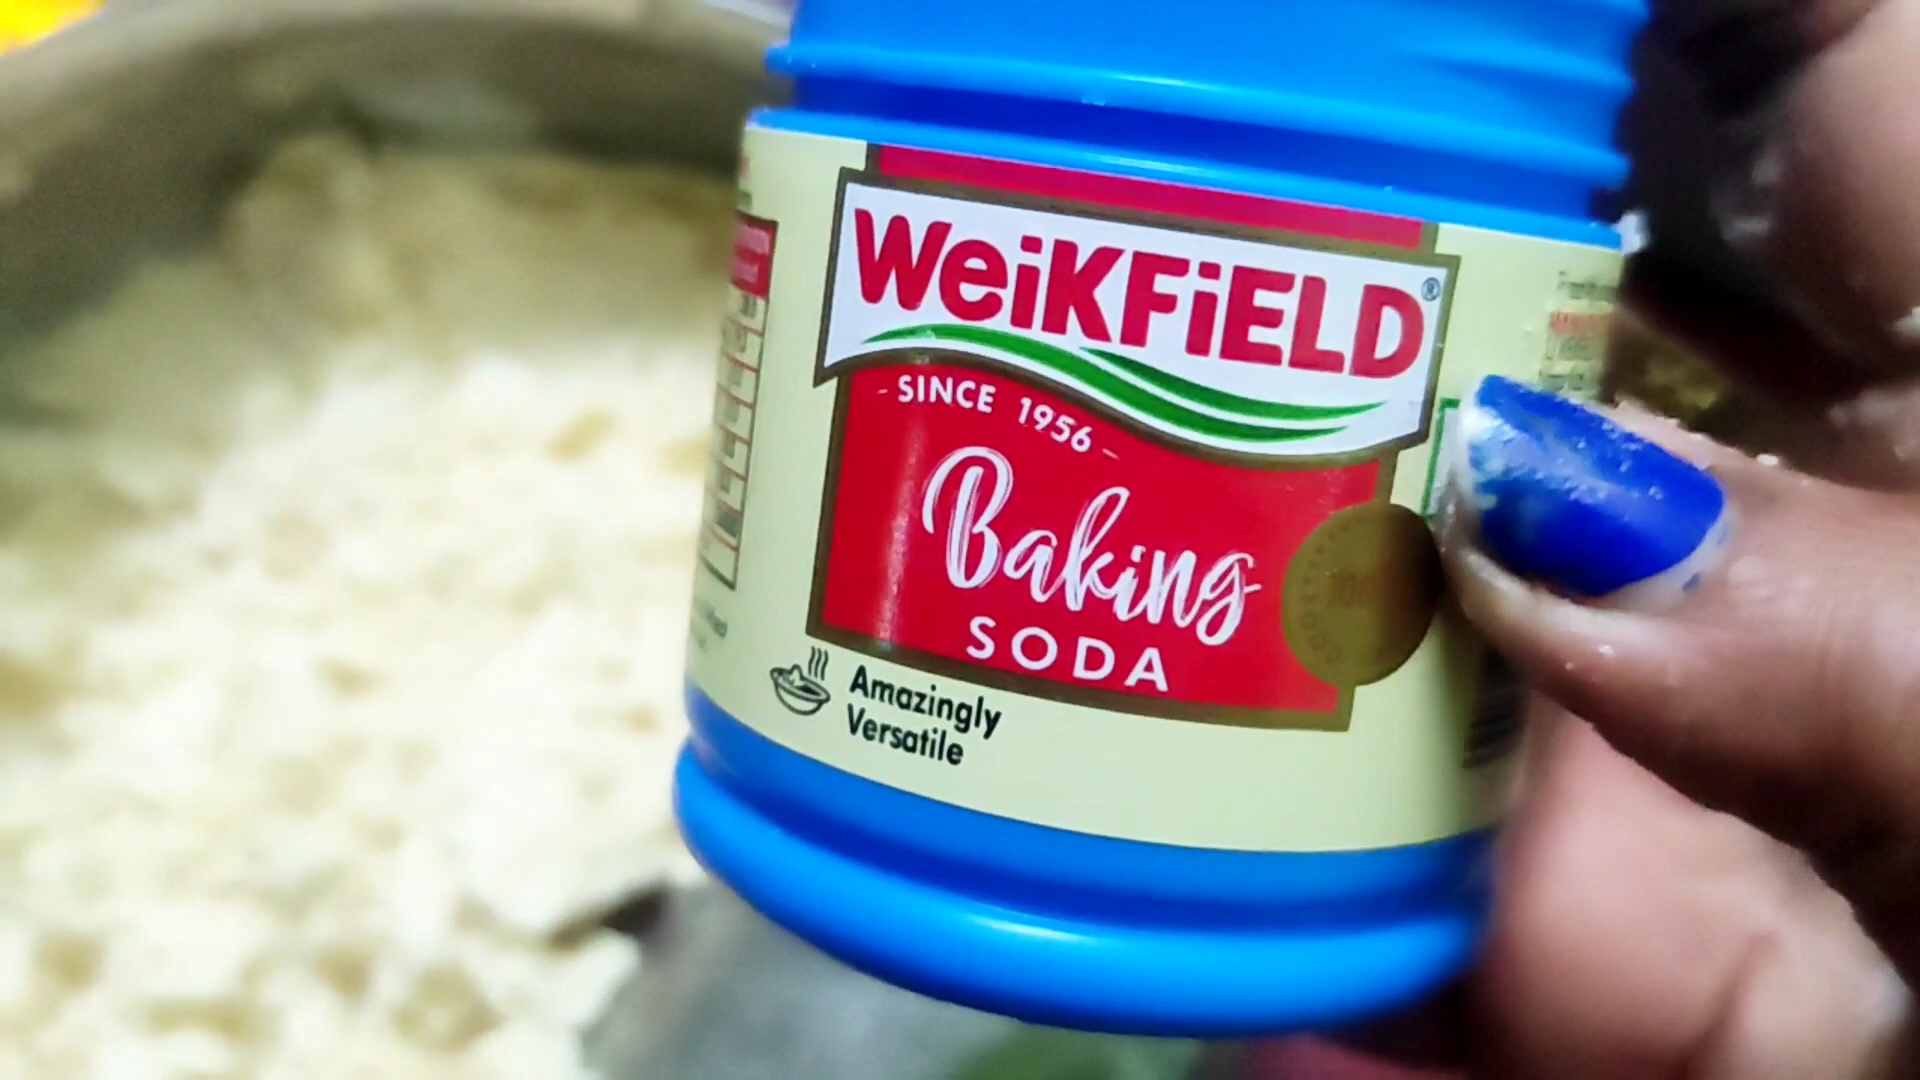 WeiKFiELD®
- SINCE 1956 -
Baking
SODA
Amazingly
Versatile